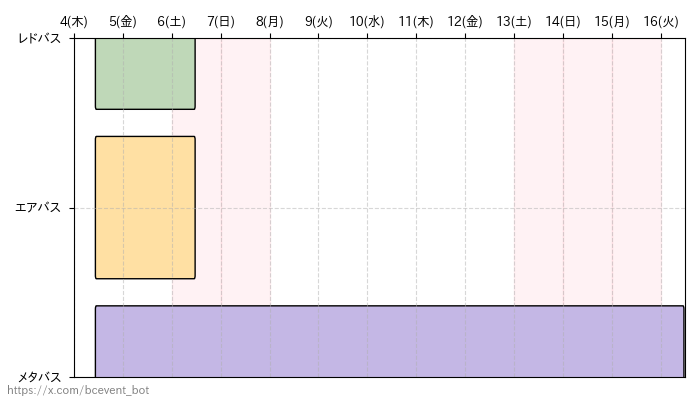 4(木) 5(金) 6(土) 7(日) 8(月) 9(火) 10(水) 11(木) 12(金) 13(土) 14(日) 15(月) 16(火)
レドバス
エアバス
メタバス
https://x.com/bcevent_bot